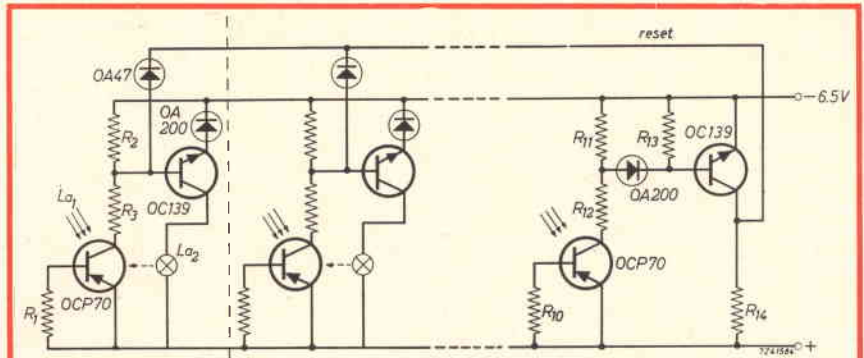 reset
OA47
−6.5V
OA
200
R2
R11
R13
OC139
OA200
R3
La1
OC139
R12
La2
OCP70
OCP70
R1
R10
R14
7Z41584
+